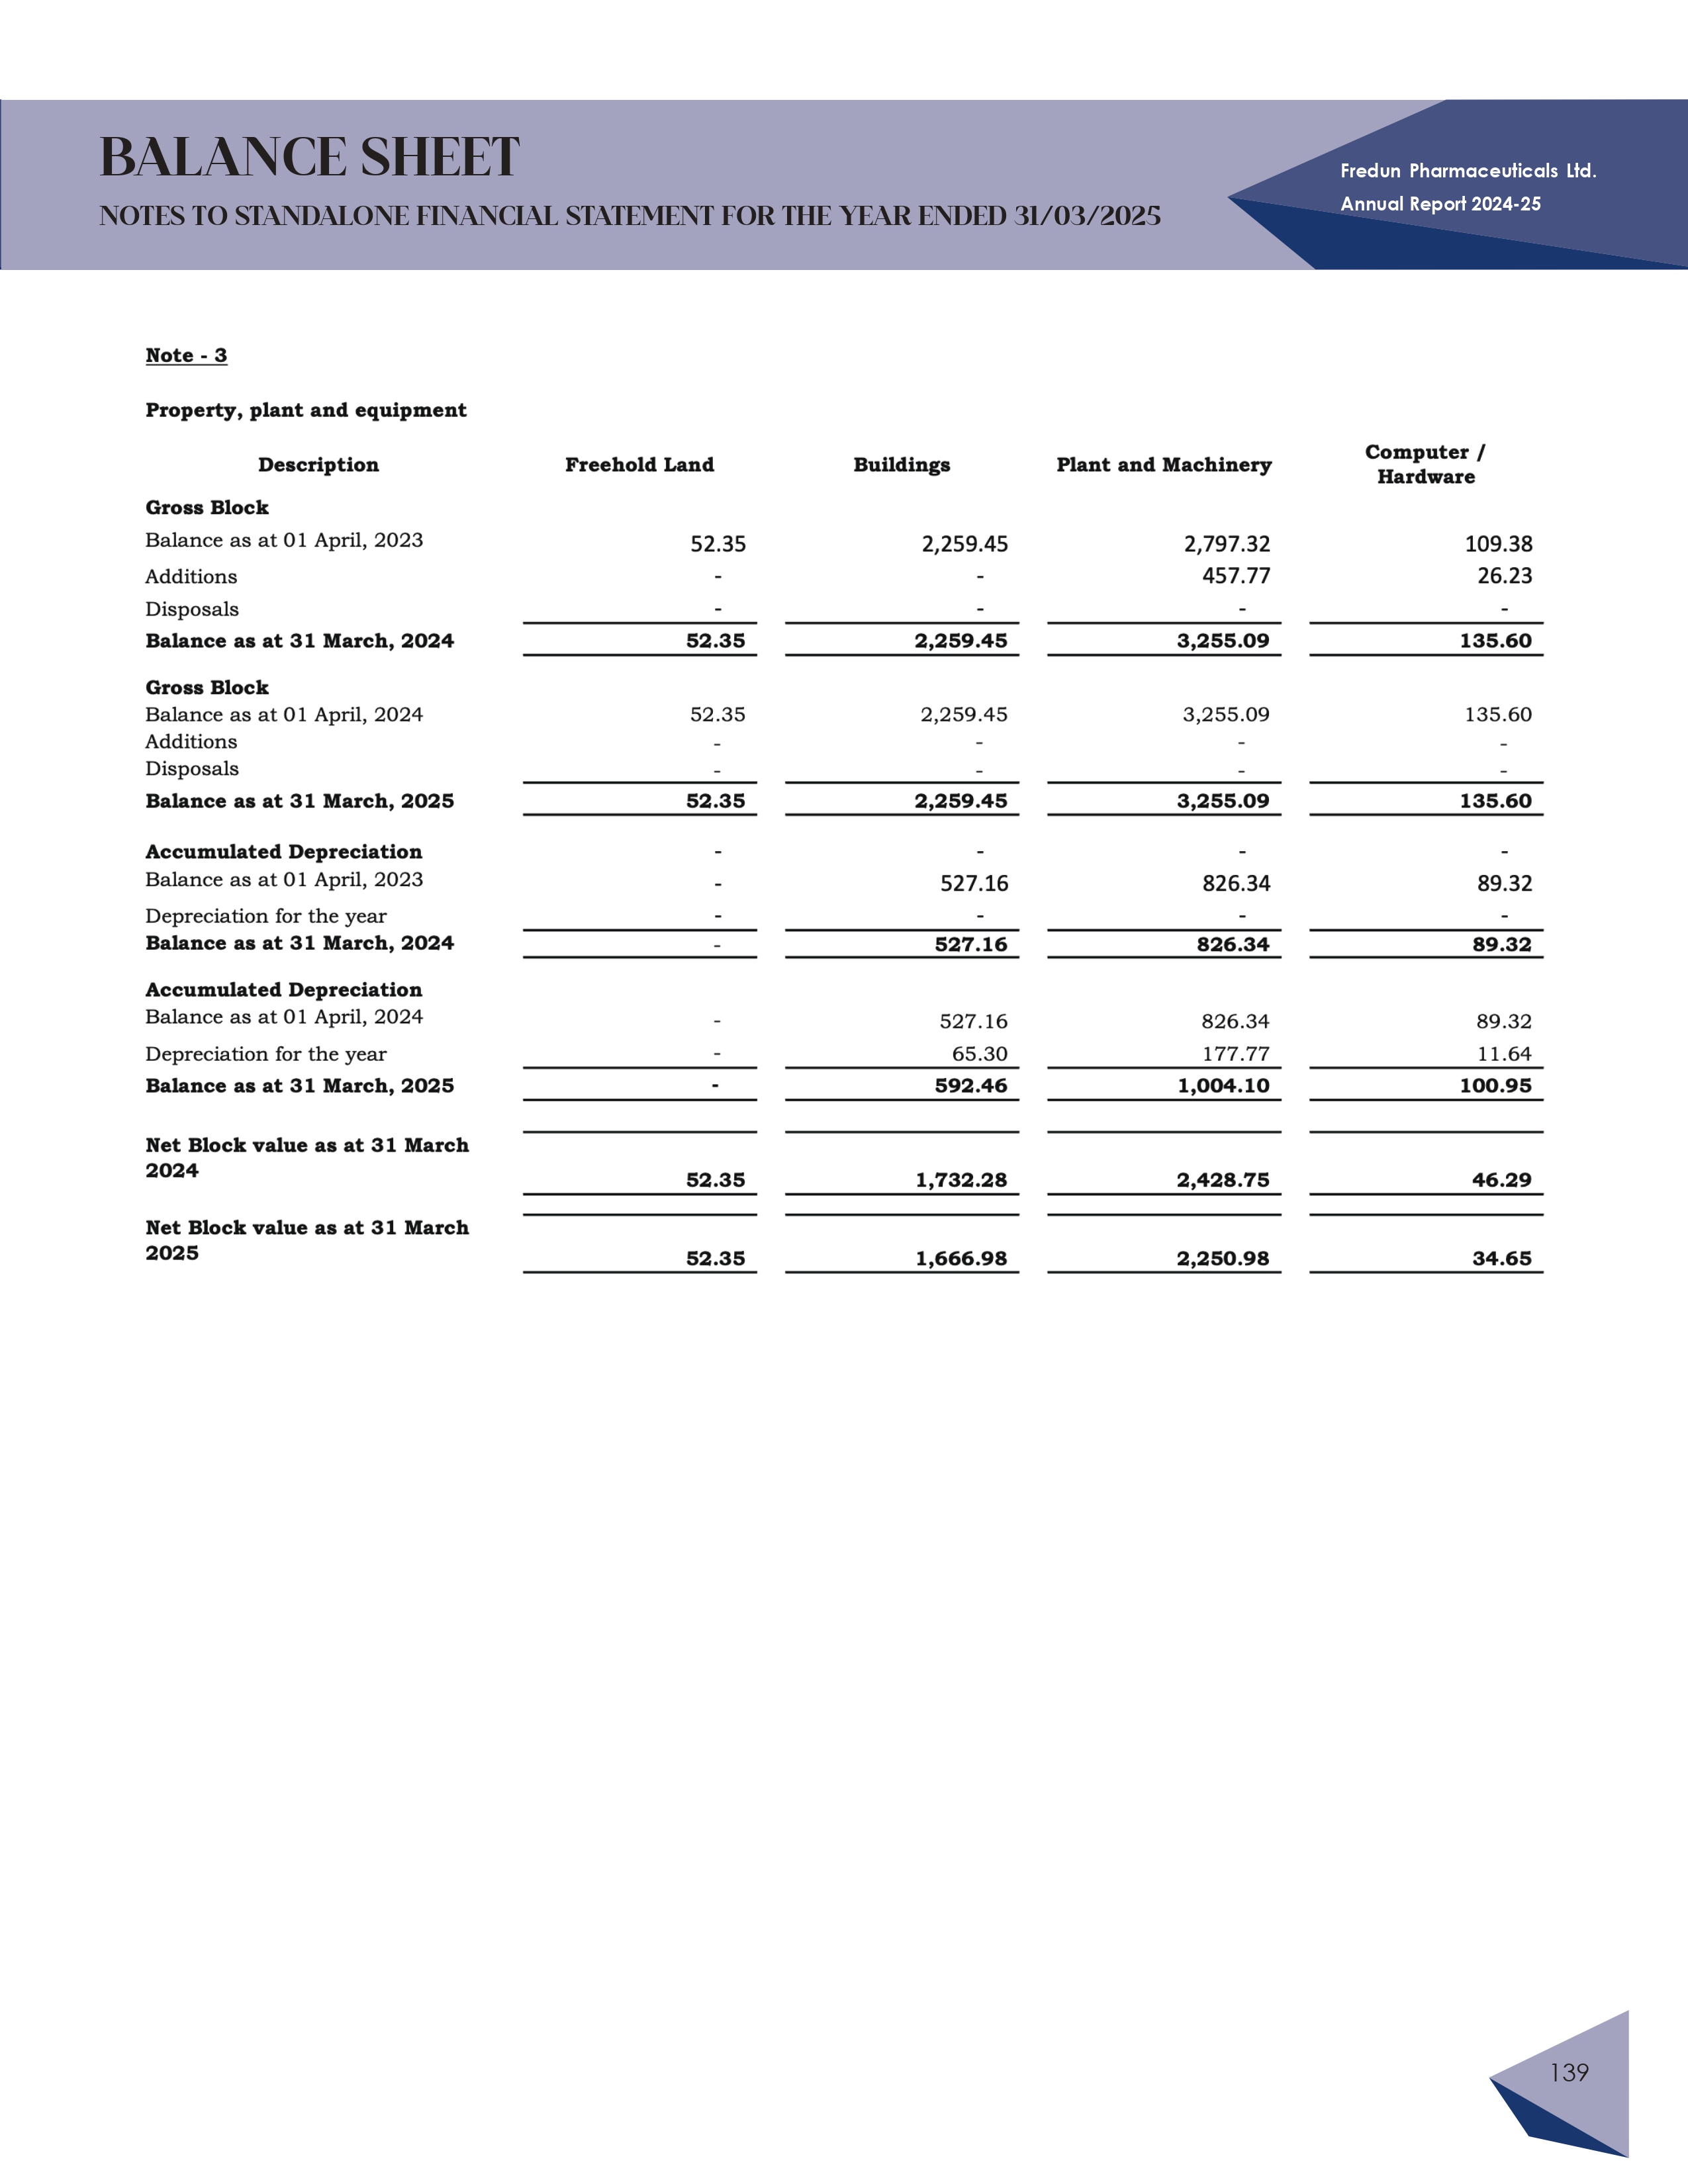 BALANCE SHEET
NOTES TO STANDALONE FINANCIAL STATEMENT FOR THE YEAR ENDED 31/03/2025
Fredun Pharmaceuticals Ltd.
Annual Report 2024-25
Note - 3
Property, plant and equipment
Description Freehold Land Buildings Plant and Machinery Computer / Hardware
Gross Block
Balance as at 01 April, 2023 52.35 2,259.45 2,797.32 109.38
Additions - - 457.77 26.23
Disposals - - - -
Balance as at 31 March, 2024 52.35 2,259.45 3,255.09 135.60
Gross Block
Balance as at 01 April, 2024 52.35 2,259.45 3,255.09 135.60
Additions - - - -
Disposals - - - -
Balance as at 31 March, 2025 52.35 2,259.45 3,255.09 135.60
Accumulated Depreciation - - - -
Balance as at 01 April, 2023 - 527.16 826.34 89.32
Depreciation for the year - - - -
Balance as at 31 March, 2024 - 527.16 826.34 89.32
Accumulated Depreciation
Balance as at 01 April, 2024 - 527.16 826.34 89.32
Depreciation for the year - 65.30 177.77 11.64
Balance as at 31 March, 2025 - 592.46 1,004.10 100.95
Net Block value as at 31 March
2024 52.35 1,732.28 2,428.75 46.29
Net Block value as at 31 March
2025 52.35 1,666.98 2,250.98 34.65
139